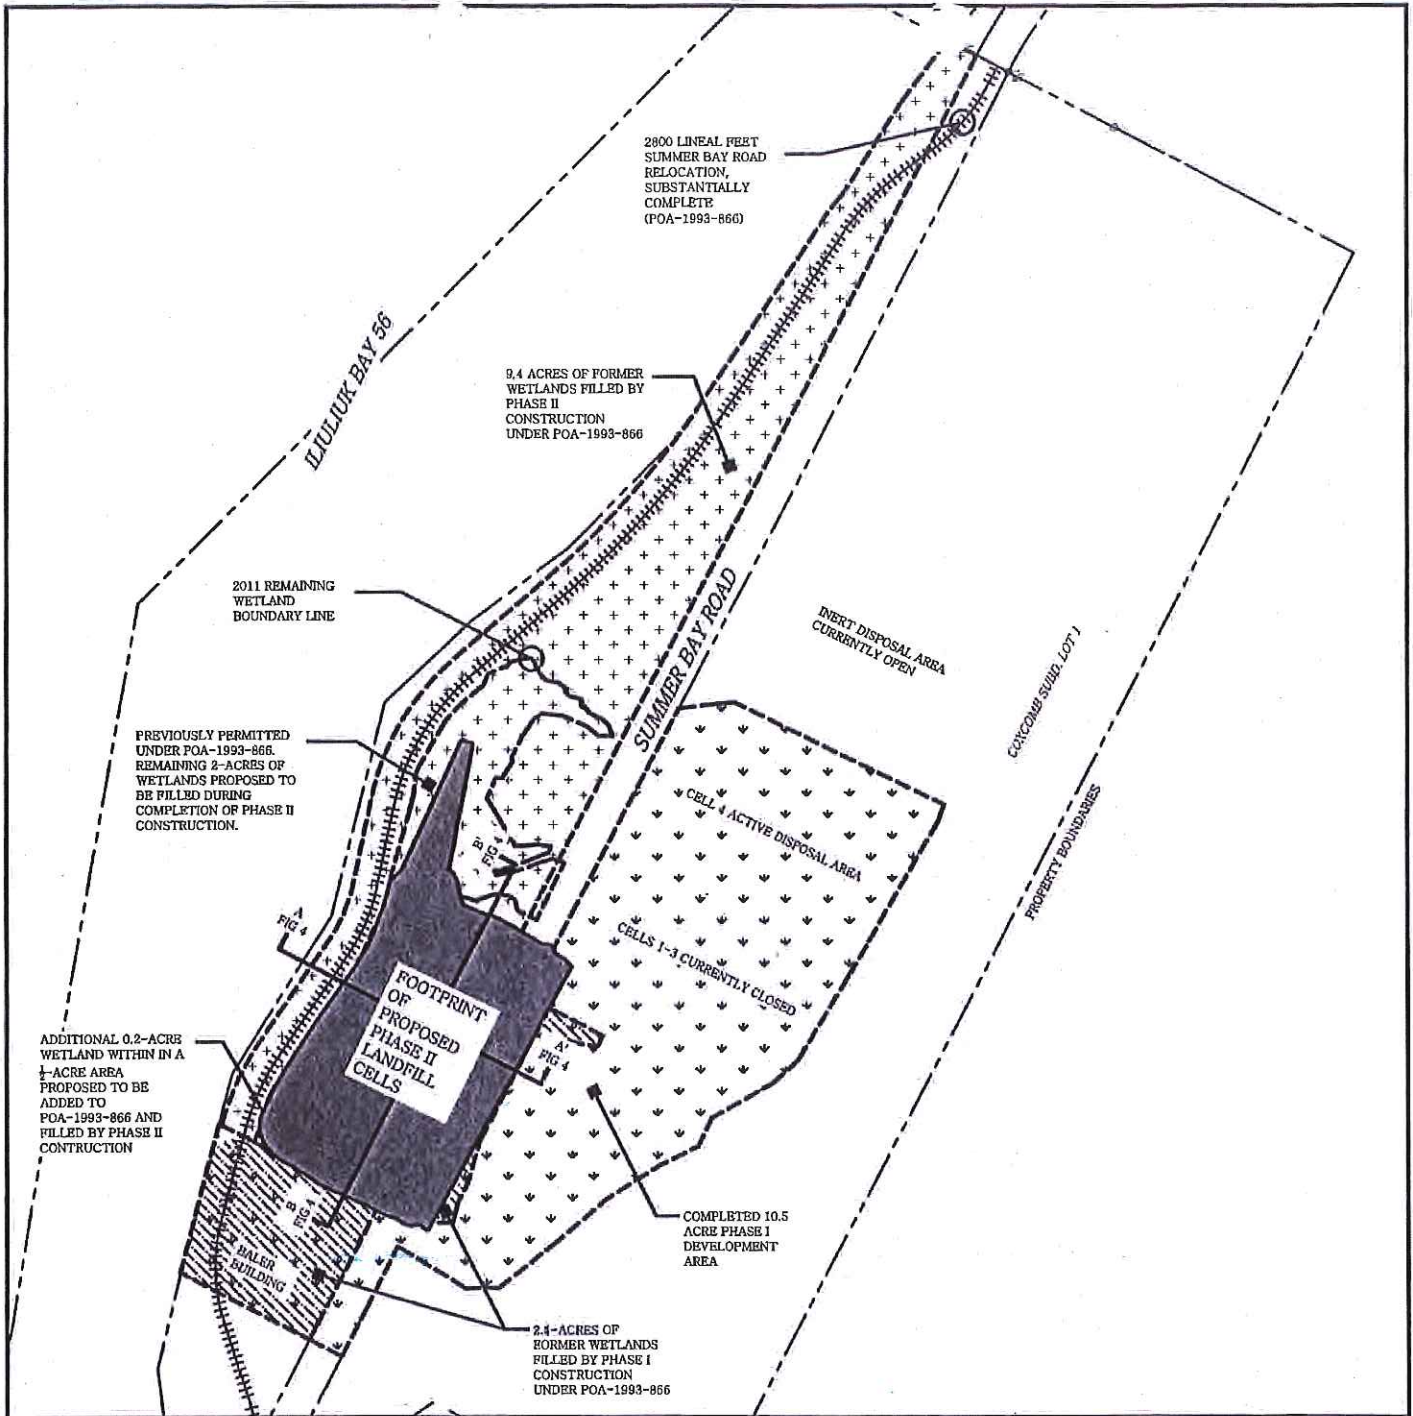 2800 LINEAL FEET
SUMMER BAY ROAD
RELOCATION,
SUBSTANTIALLY
COMPLETE
(POA-1993-866)
ILIULIUK BAY 56
9.4 ACRES OF FORMER
WETLANDS FILLED BY
PHASE II
CONSTRUCTION
UNDER POA-1993-866
2011 REMAINING
WETLAND
BOUNDARY LINE
SUMMER BAY ROAD
INERT DISPOSAL AREA
CURRENTLY OPEN
COXCOMB SUBD. LOT 1
PROPERTY BOUNDARIES
PREVIOUSLY PERMITTED
UNDER POA-1993-866.
REMAINING 2-ACRES OF
WETLANDS PROPOSED TO
BE FILLED DURING
COMPLETION OF PHASE II
CONSTRUCTION.
CELL 4 ACTIVE DISPOSAL AREA
CELLS 1-3 CURRENTLY CLOSED
B
FIG 4
A
FIG 4
FOOTPRINT
OF
PROPOSED
PHASE II
LANDFILL
CELLS
A'
FIG 4
ADDITIONAL 0.2-ACRE
WETLAND WITHIN IN A
½-ACRE AREA
PROPOSED TO BE
ADDED TO
POA-1993-866 AND
FILLED BY PHASE II
CONTRUCTION
B
FIG 4
BALER
BUILDING
COMPLETED 10.5
ACRE PHASE I
DEVELOPMENT
AREA
ACRES OF
FORMER WETLANDS
FILLED BY PHASE I
CONSTRUCTION
UNDER POA-1993-866